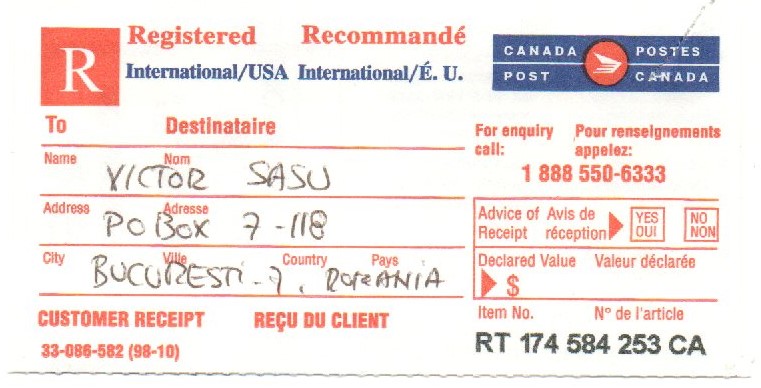 R
Registered Recommandé
International/USA International/É. U.
CANADA POSTES
POST CANADA
To Destinataire
Name Nom
VICTOR SASU
Address Adresse
PO BOX 7-118
City Ville Country Pays
BUCURESTI-7, ROMANIA
CUSTOMER RECEIPT REÇU DU CLIENT
33-086-582 (98-10)
For enquiry Pour renseignements
call: appelez:
1 888 550-6333
Advice of Avis de YES NO
Receipt réception OUI NON
Declared Value Valeur déclarée
$
Item No. N° de l'article
RT 174 584 253 CA